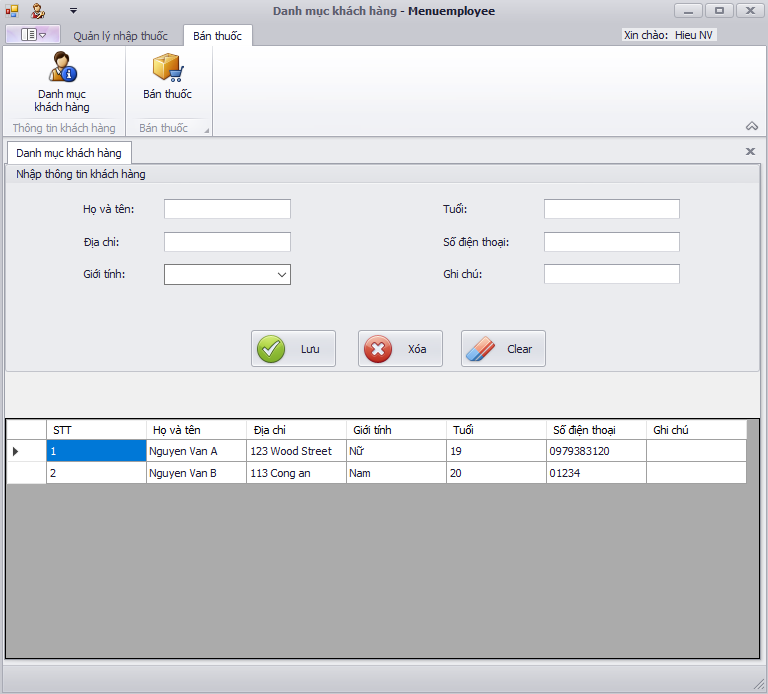 Danh mục khách hàng - Menuemployee
Quản lý nhập thuốc Bán thuốc Xin chào: Hieu NV
Danh mục khách hàng
Bán thuốc
Thông tin khách hàng Bán thuốc
Danh mục khách hàng
Nhập thông tin khách hàng
Họ và tên: Tuổi:
Địa chỉ: Số điện thoại:
Giới tính: Ghi chú:
Lưu Xóa Clear
STT Họ và tên Địa chỉ Giới tính Tuổi Số điện thoại Ghi chú
1 Nguyen Van A 123 Wood Street Nữ 19 0979383120
2 Nguyen Van B 113 Cong an Nam 20 01234